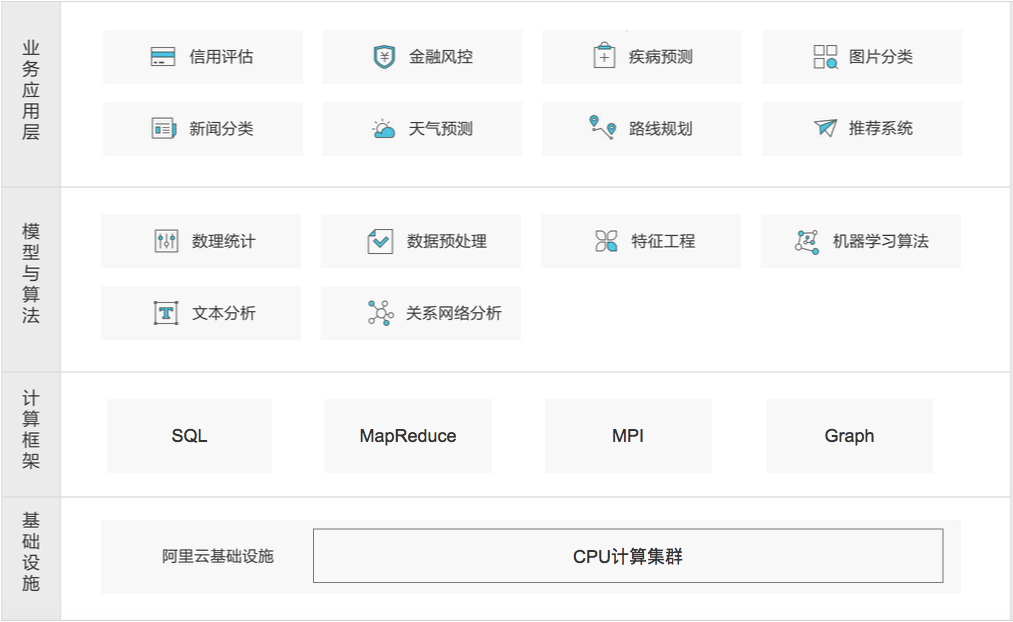 业务应用层
信用评估
金融风控
疾病预测
图片分类
新闻分类
天气预测
路线规划
推荐系统
模型与算法
数理统计
数据预处理
特征工程
机器学习算法
文本分析
关系网络分析
计算框架
SQL
MapReduce
MPI
Graph
基础设施
阿里云基础设施
CPU计算集群